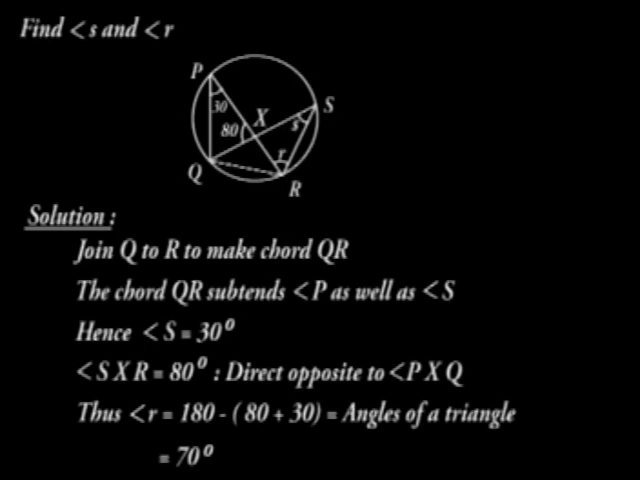 Find <s and <r
P
30
X
S
80
s
r
Q
R
Solution :
Join Q to R to make chord QR
The chord QR subtends <P as well as <S
Hence <S = 30⁰
<S X R = 80⁰ : Direct opposite to <P X Q
Thus <r = 180 - ( 80 + 30) = Angles of a triangle
= 70⁰